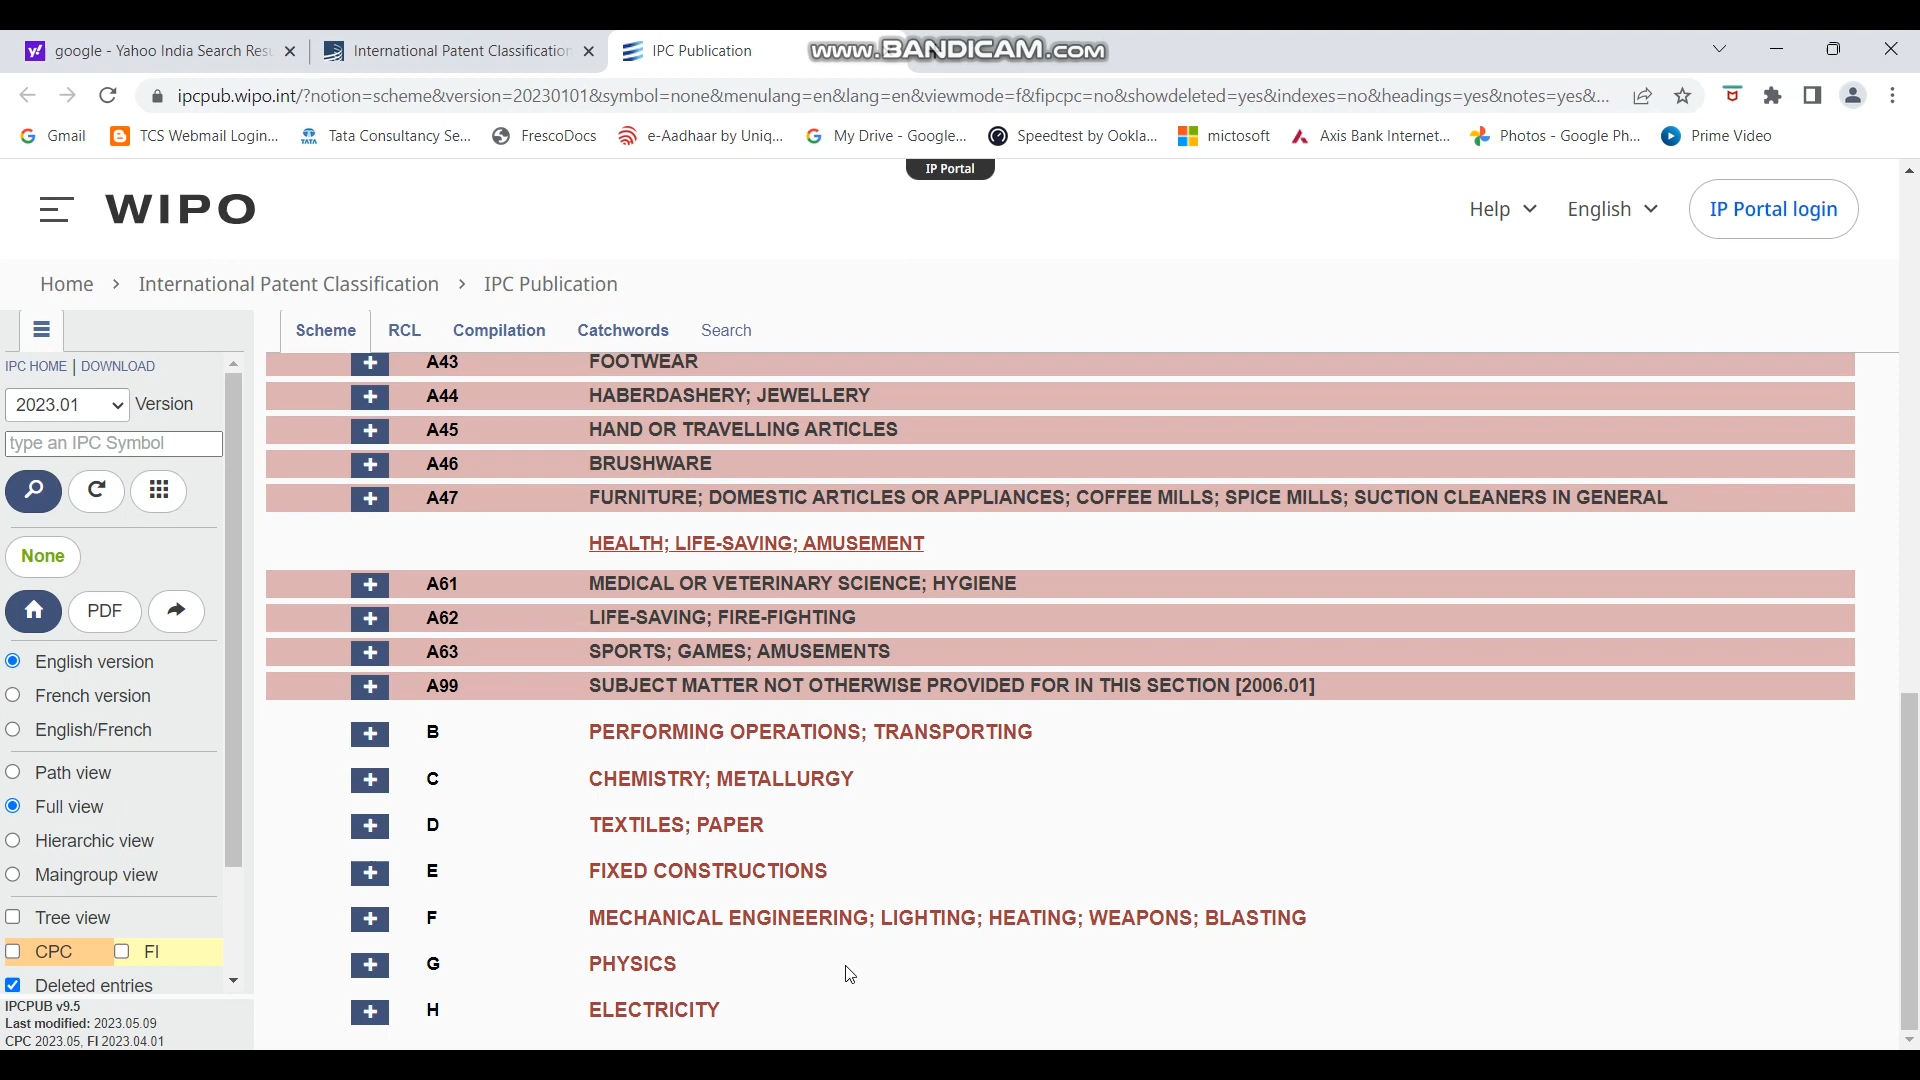 google - Yahoo India Search Resu
International Patent Classification
IPC Publication
www.BANDICAM.com
ipcpub.wipo.int/?notion=scheme&version=20230101&symbol=none&menulang=en&lang=en&viewmode=f&fipcpc=no&showdeleted=yes&indexes=no&headings=yes&notes=yes&...
Gmail
TCS Webmail Login...
Tata Consultancy Se...
FrescoDocs
e-Aadhaar by Uniq...
My Drive - Google...
Speedtest by Ookla...
mictosoft
Axis Bank Internet...
Photos - Google Ph...
Prime Video
IP Portal
WIPO
Help
English
IP Portal login
Home > International Patent Classification > IPC Publication
Scheme RCL Compilation Catchwords Search
IPC HOME | DOWNLOAD
2023.01 Version
type an IPC Symbol
None
PDF
English version
French version
English/French
Path view
Full view
Hierarchic view
Maingroup view
Tree view
CPC FI
Deleted entries
IPCPUB v9.5
Last modified: 2023.05.09
CPC 2023.05, FI 2023.04.01
A43 FOOTWEAR
A44 HABERDASHERY; JEWELLERY
A45 HAND OR TRAVELLING ARTICLES
A46 BRUSHWARE
A47 FURNITURE; DOMESTIC ARTICLES OR APPLIANCES; COFFEE MILLS; SPICE MILLS; SUCTION CLEANERS IN GENERAL
HEALTH; LIFE-SAVING; AMUSEMENT
A61 MEDICAL OR VETERINARY SCIENCE; HYGIENE
A62 LIFE-SAVING; FIRE-FIGHTING
A63 SPORTS; GAMES; AMUSEMENTS
A99 SUBJECT MATTER NOT OTHERWISE PROVIDED FOR IN THIS SECTION [2006.01]
B PERFORMING OPERATIONS; TRANSPORTING
C CHEMISTRY; METALLURGY
D TEXTILES; PAPER
E FIXED CONSTRUCTIONS
F MECHANICAL ENGINEERING; LIGHTING; HEATING; WEAPONS; BLASTING
G PHYSICS
H ELECTRICITY